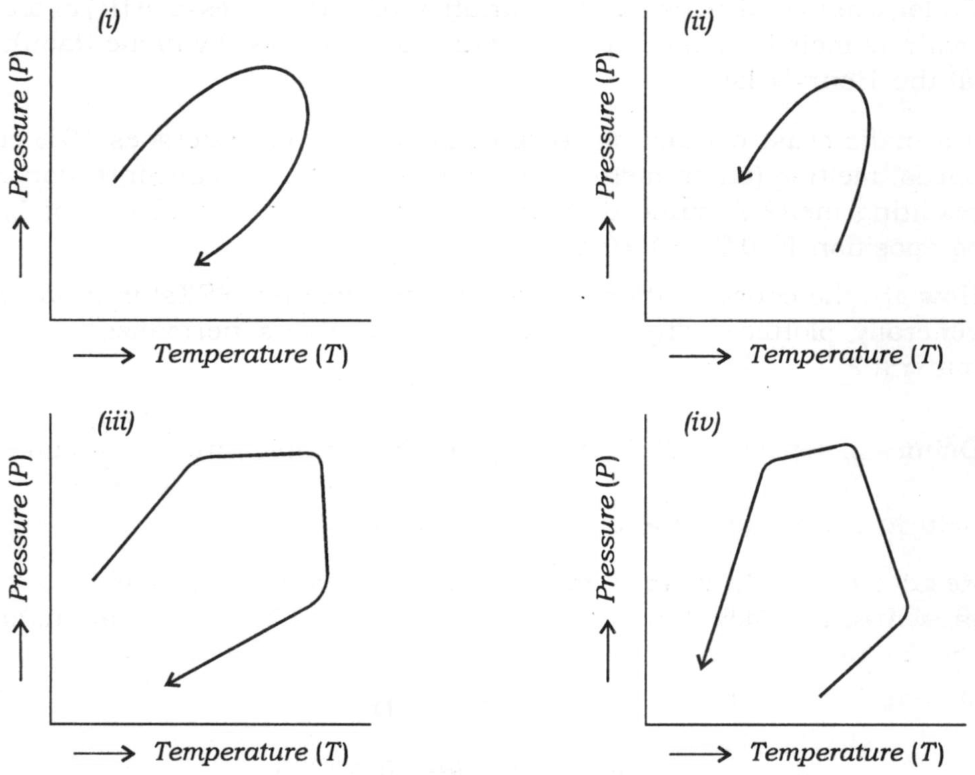 (i)
Pressure (P)
Temperature (T)
(ii)
Pressure (P)
Temperature (T)
(iii)
Pressure (P)
Temperature (T)
(iv)
Pressure (P)
Temperature (T)